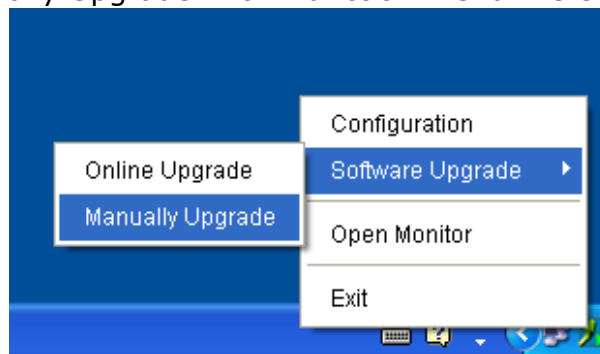 Configuration
Online Upgrade
Software Upgrade
Manually Upgrade
Open Monitor
Exit